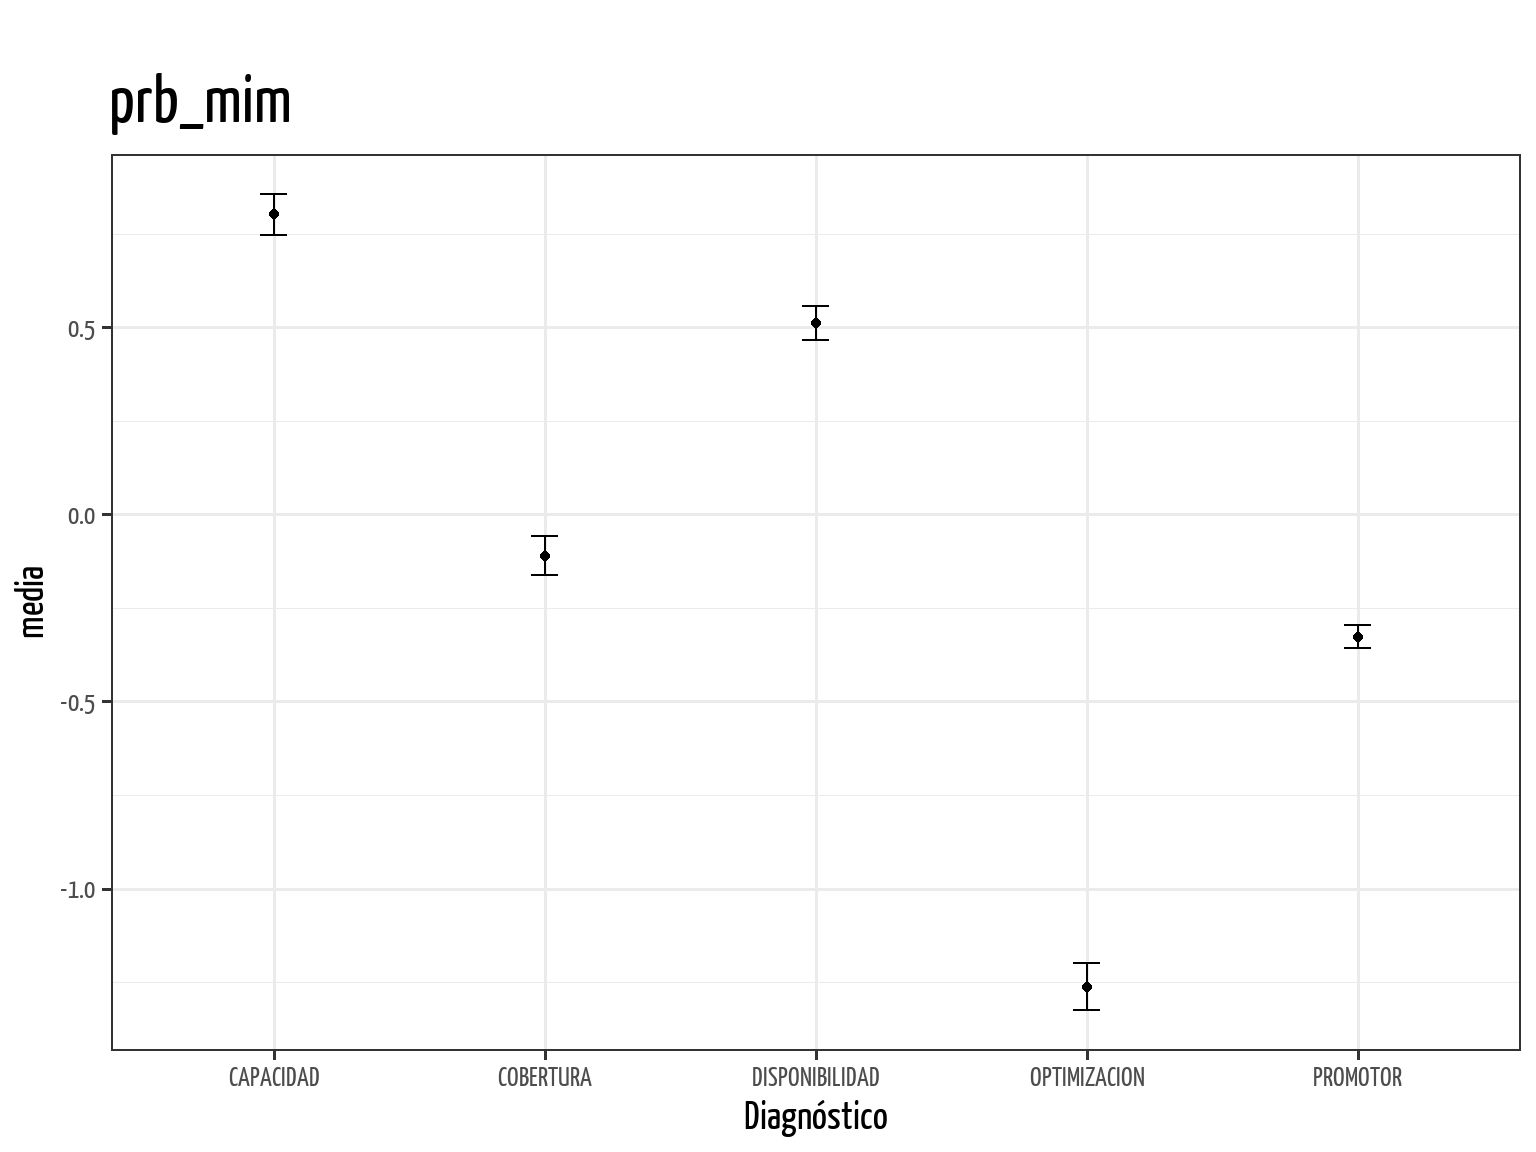 prb_mim
media
0.5
0.0
-0.5
-1.0
CAPACIDAD COBERTURA DISPONIBILIDAD OPTIMIZACION PROMOTOR
Diagnóstico